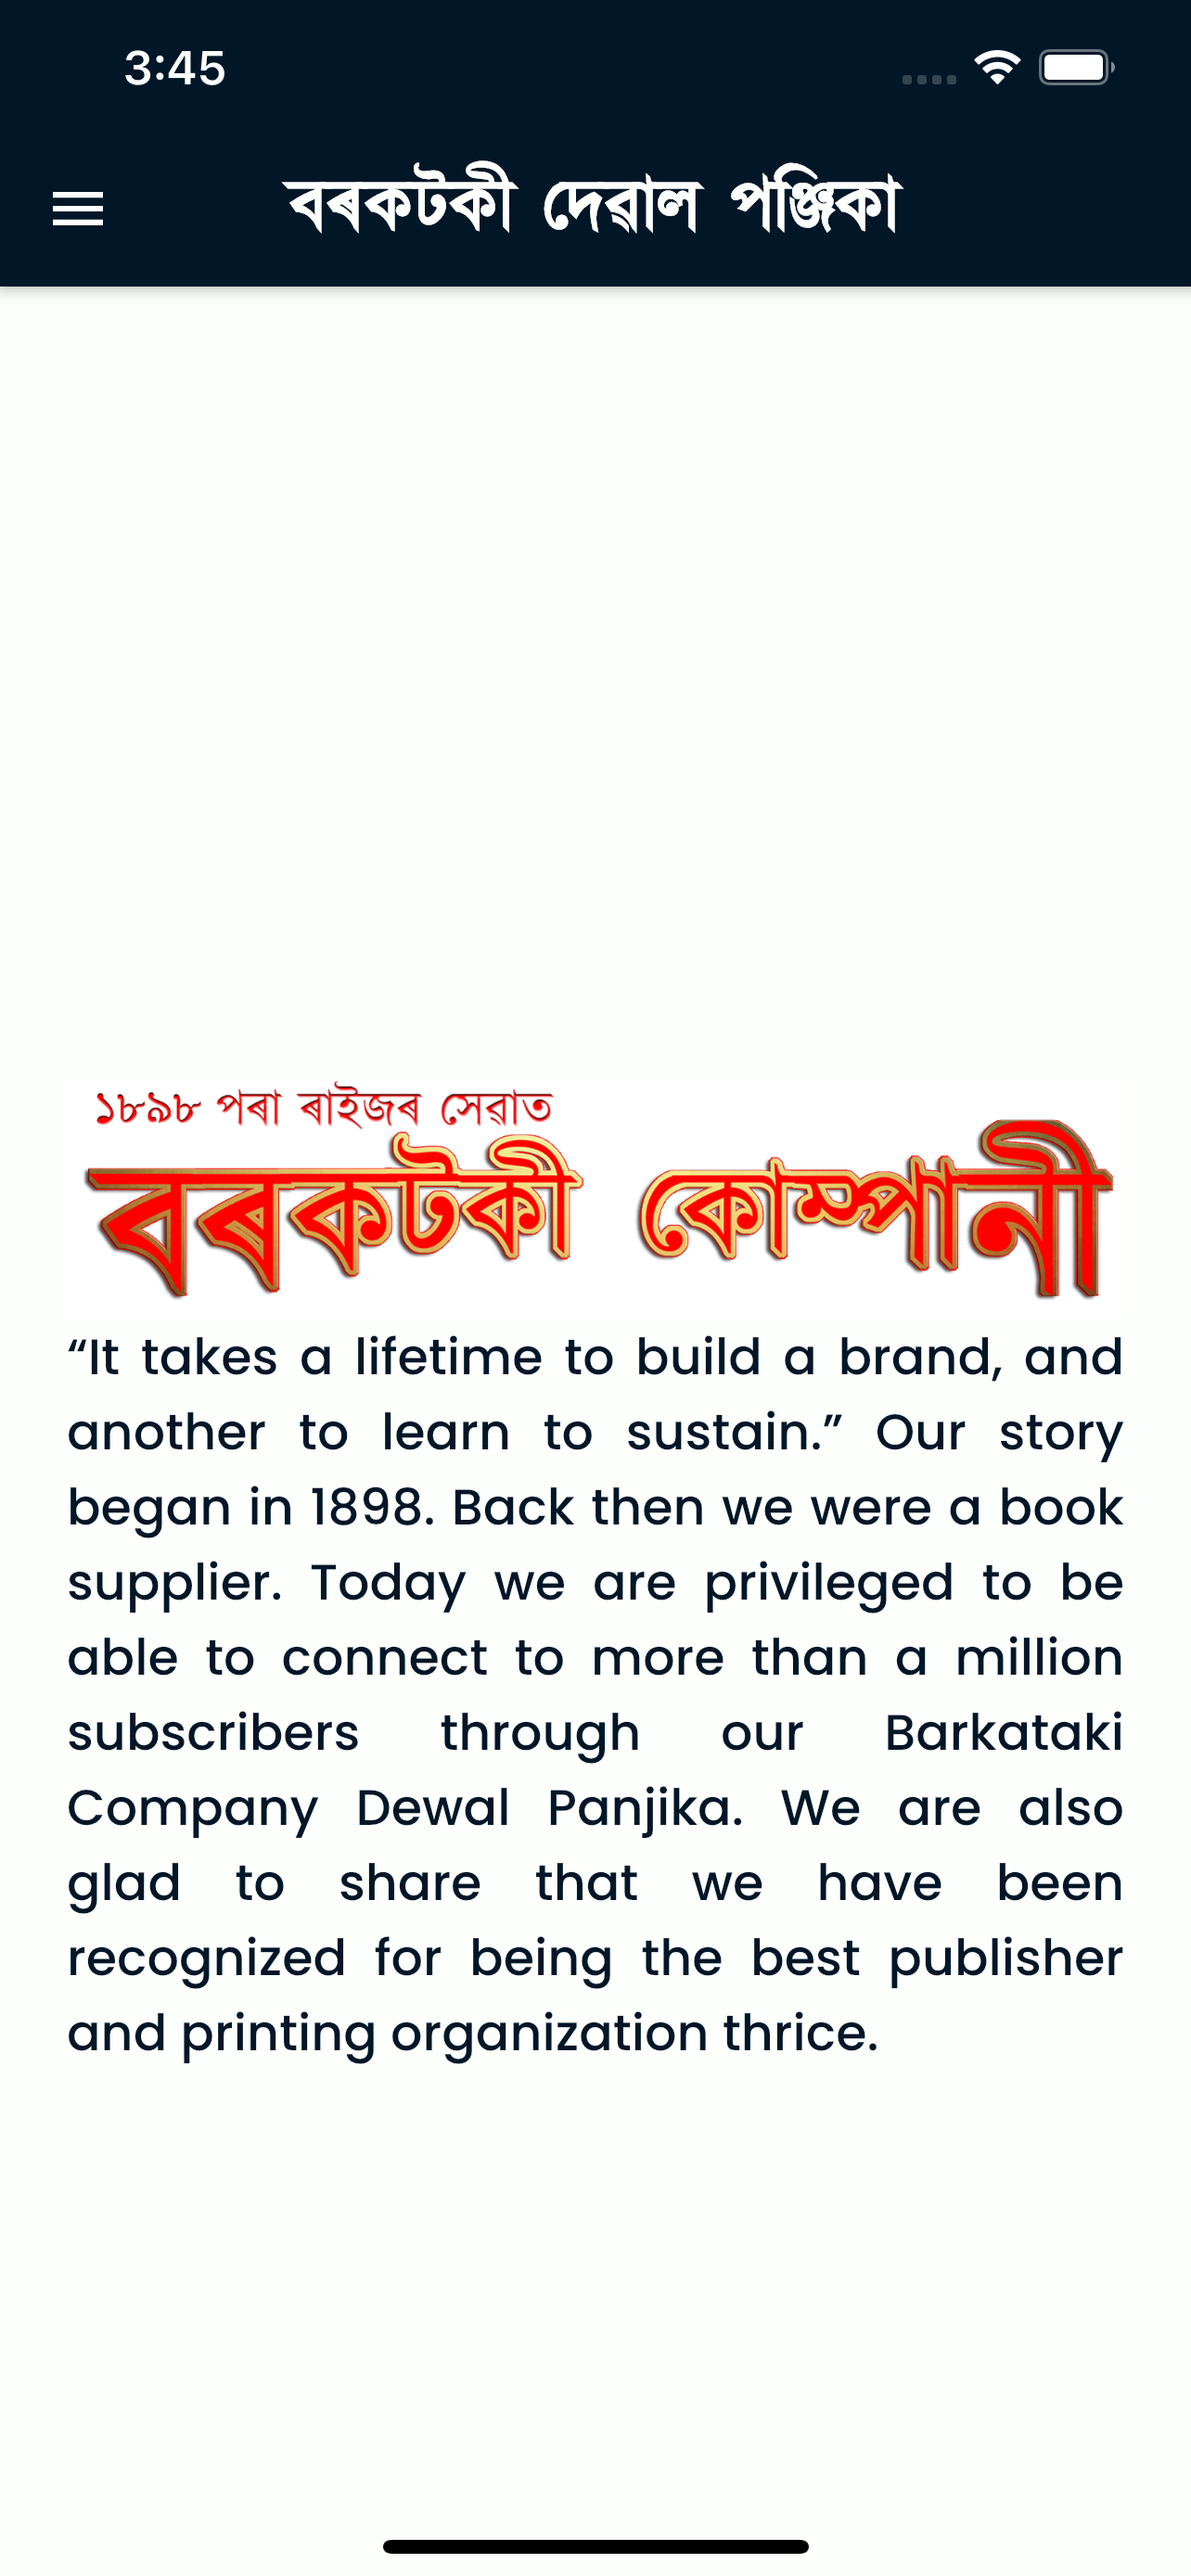 3:45
বৰকটকী দেৱাল পঞ্জিকা
১৮৯৮ পৰা ৰাইজৰ সেৱাত
বৰকটকী কোম্পানী
“It takes a lifetime to build a brand, and
another to learn to sustain.” Our story
began in 1898. Back then we were a book
supplier. Today we are privileged to be
able to connect to more than a million
subscribers through our Barkataki
Company Dewal Panjika. We are also
glad to share that we have been
recognized for being the best publisher
and printing organization thrice.